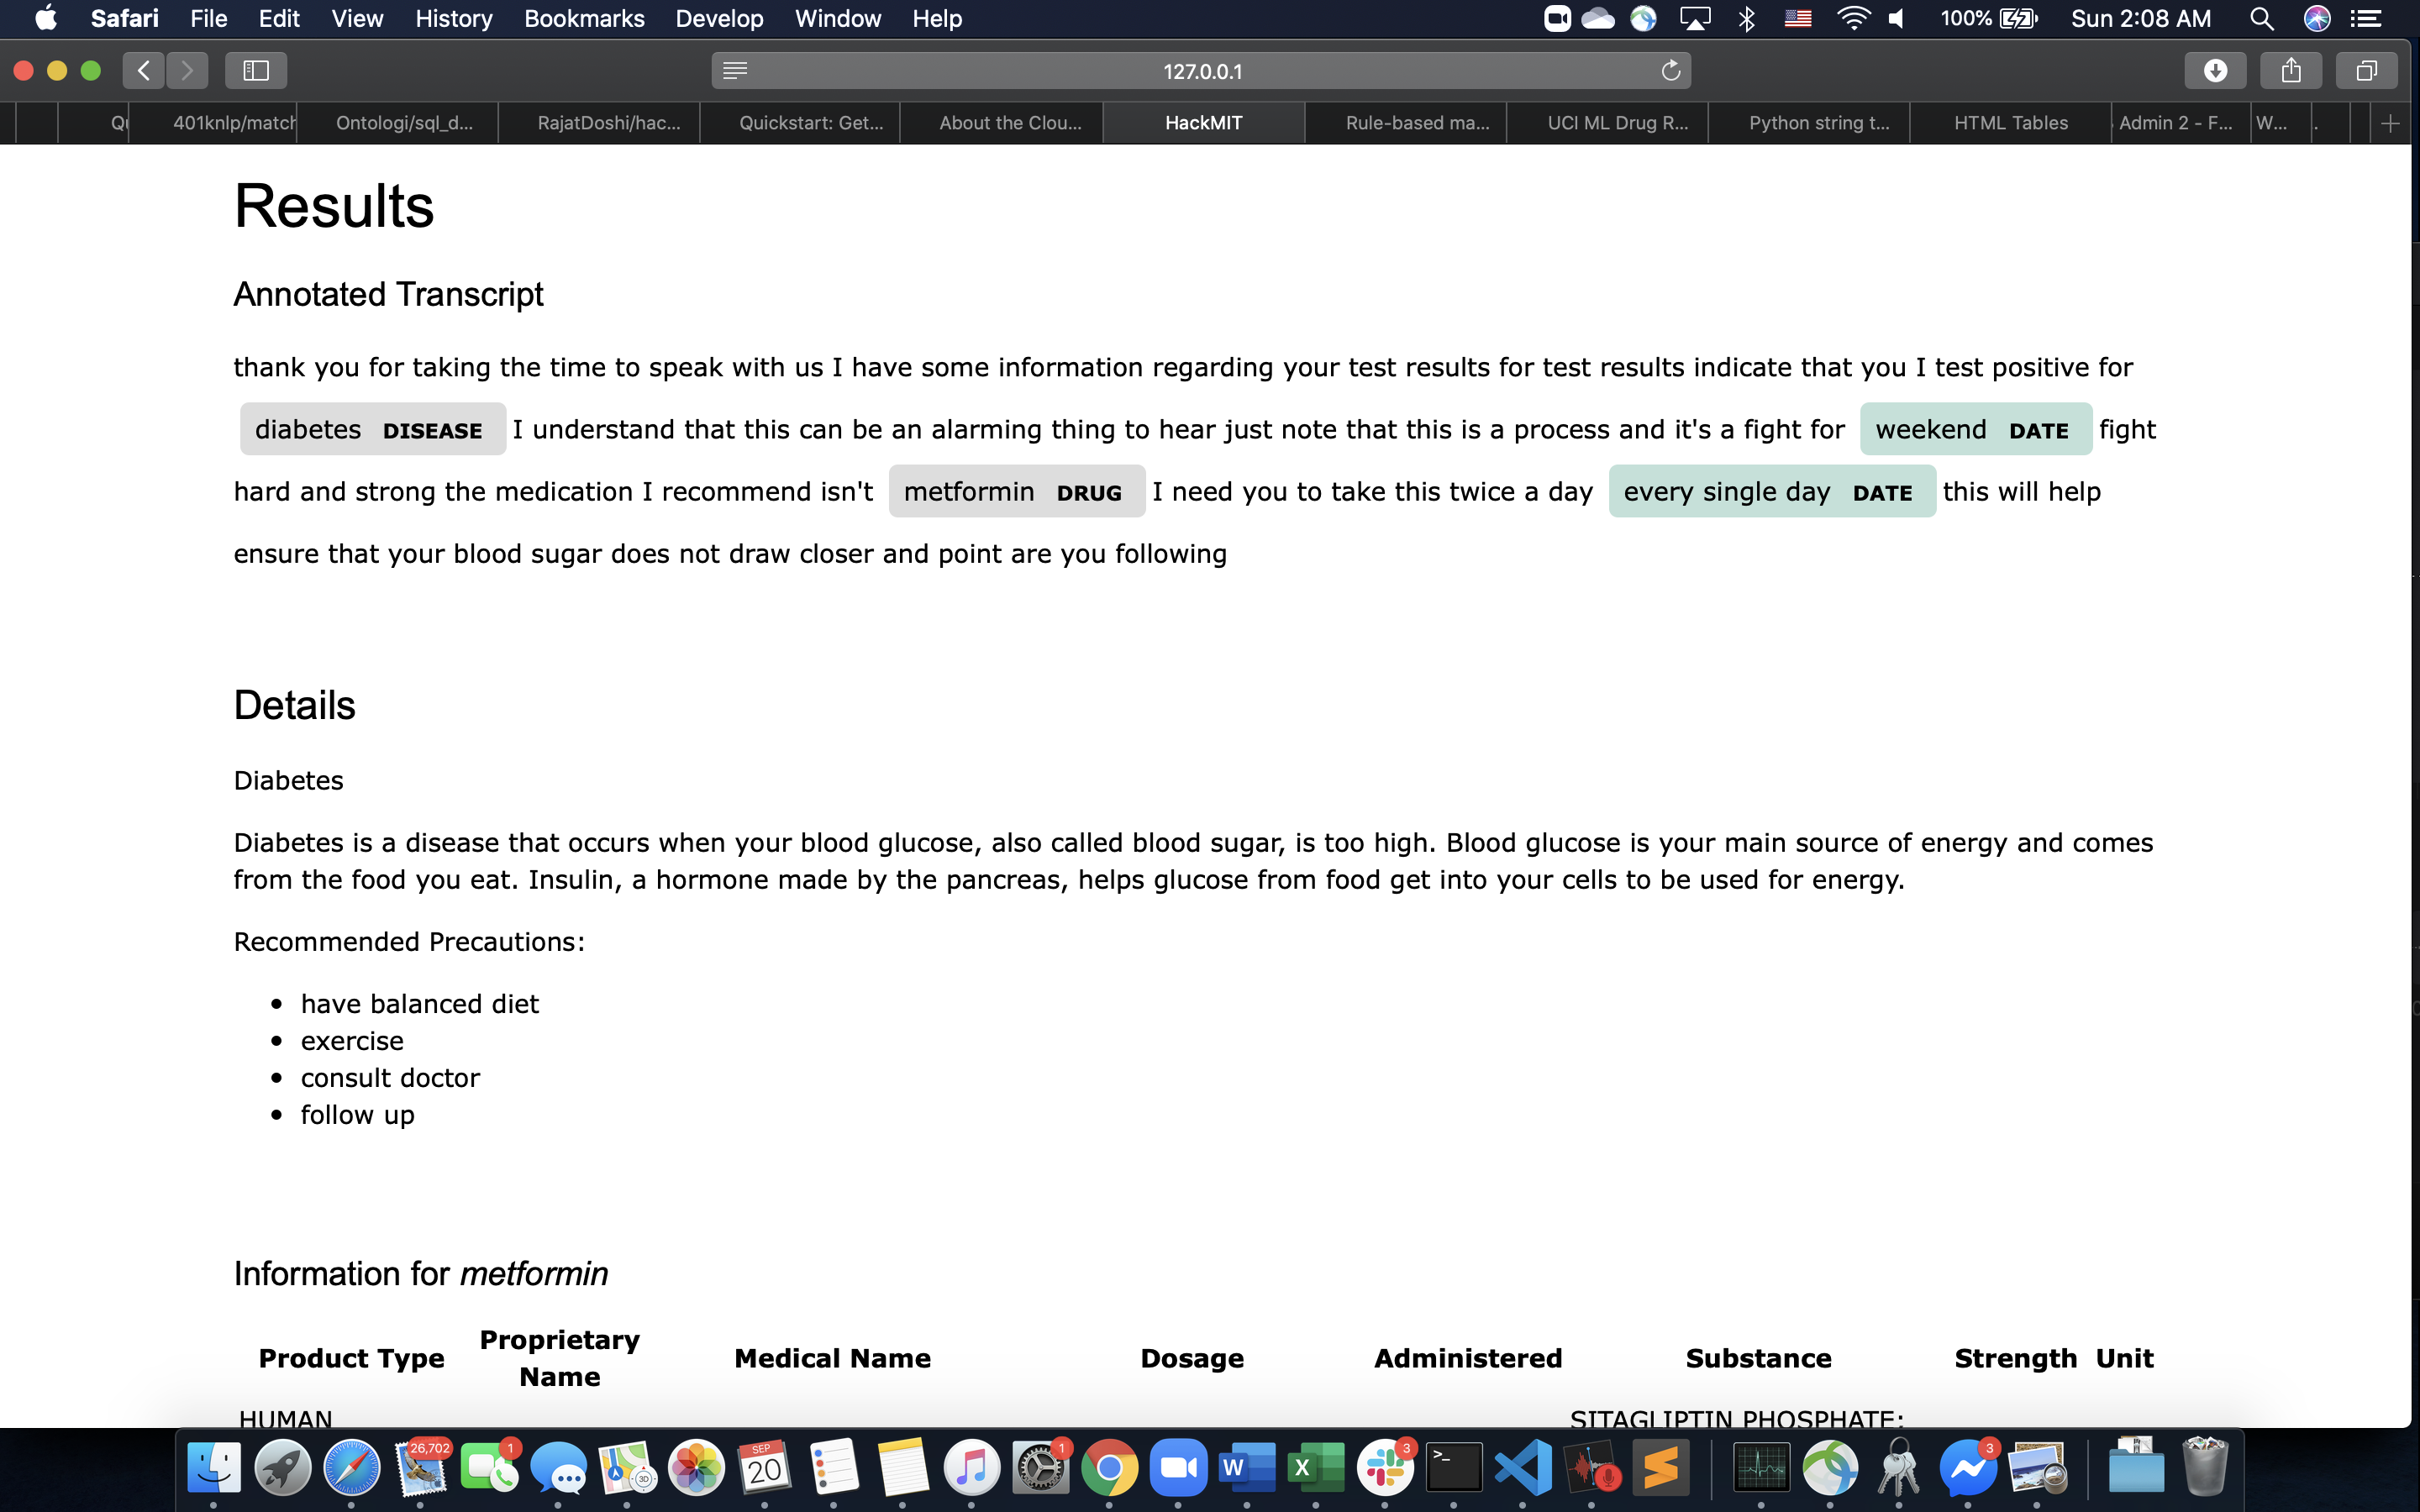 Safari File Edit View History Bookmarks Develop Window Help 100% Sun 2:08 AM
127.0.0.1
401knlp/match Ontologi/sql_d... RajatDoshi/hac... Quickstart: Get... About the Clou... HackMIT Rule-based ma... UCI ML Drug R... Python string t... HTML Tables Admin 2 - F... W...
Results
Annotated Transcript
thank you for taking the time to speak with us I have some information regarding your test results for test results indicate that you I test positive for
diabetes DISEASE I understand that this can be an alarming thing to hear just note that this is a process and it's a fight for weekend DATE fight
hard and strong the medication I recommend isn't metformin DRUG I need you to take this twice a day every single day DATE this will help
ensure that your blood sugar does not draw closer and point are you following
Details
Diabetes
Diabetes is a disease that occurs when your blood glucose, also called blood sugar, is too high. Blood glucose is your main source of energy and comes
from the food you eat. Insulin, a hormone made by the pancreas, helps glucose from food get into your cells to be used for energy.
Recommended Precautions:
• have balanced diet
• exercise
• consult doctor
• follow up
Information for metformin
Product Type Proprietary Name Medical Name Dosage Administered Substance Strength Unit
HUMAN SITAGLIPTIN PHOSPHATE;
26,702 1 3D SEP 20 1 W X 3 >_ 3